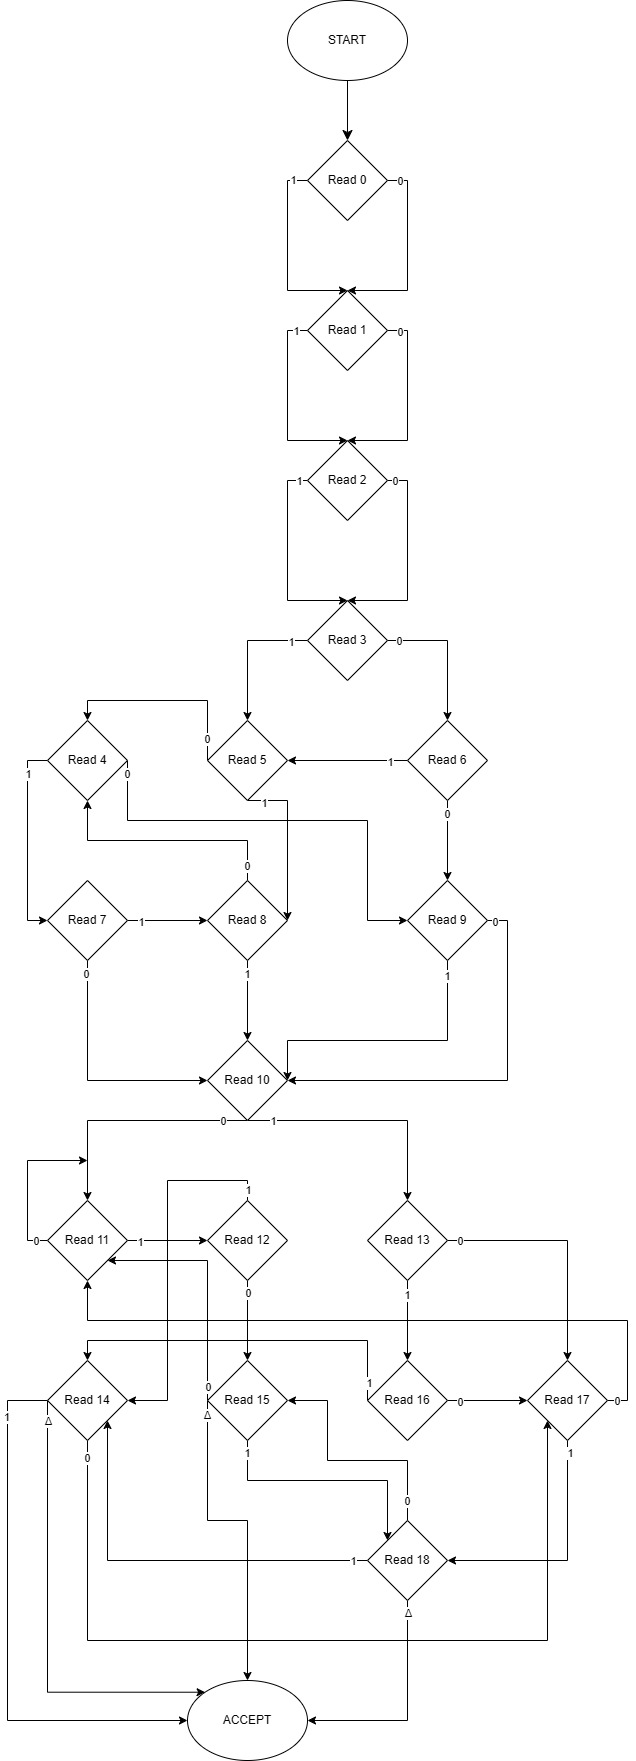 START
Read 0
1
0
Read 1
1
0
Read 2
1
0
Read 3
1
0
Read 4
Read 5
Read 6
0
1
1
0
1
0
0
Read 7
Read 8
Read 9
0
1
0
0
1
1
Read 10
0
1
1
Read 11
Read 12
Read 13
0
1
0
0
1
Read 14
Read 15
Read 16
Read 17
1
Δ
0
0
Δ
1
1
0
0
1
0
Read 18
1
Δ
ACCEPT